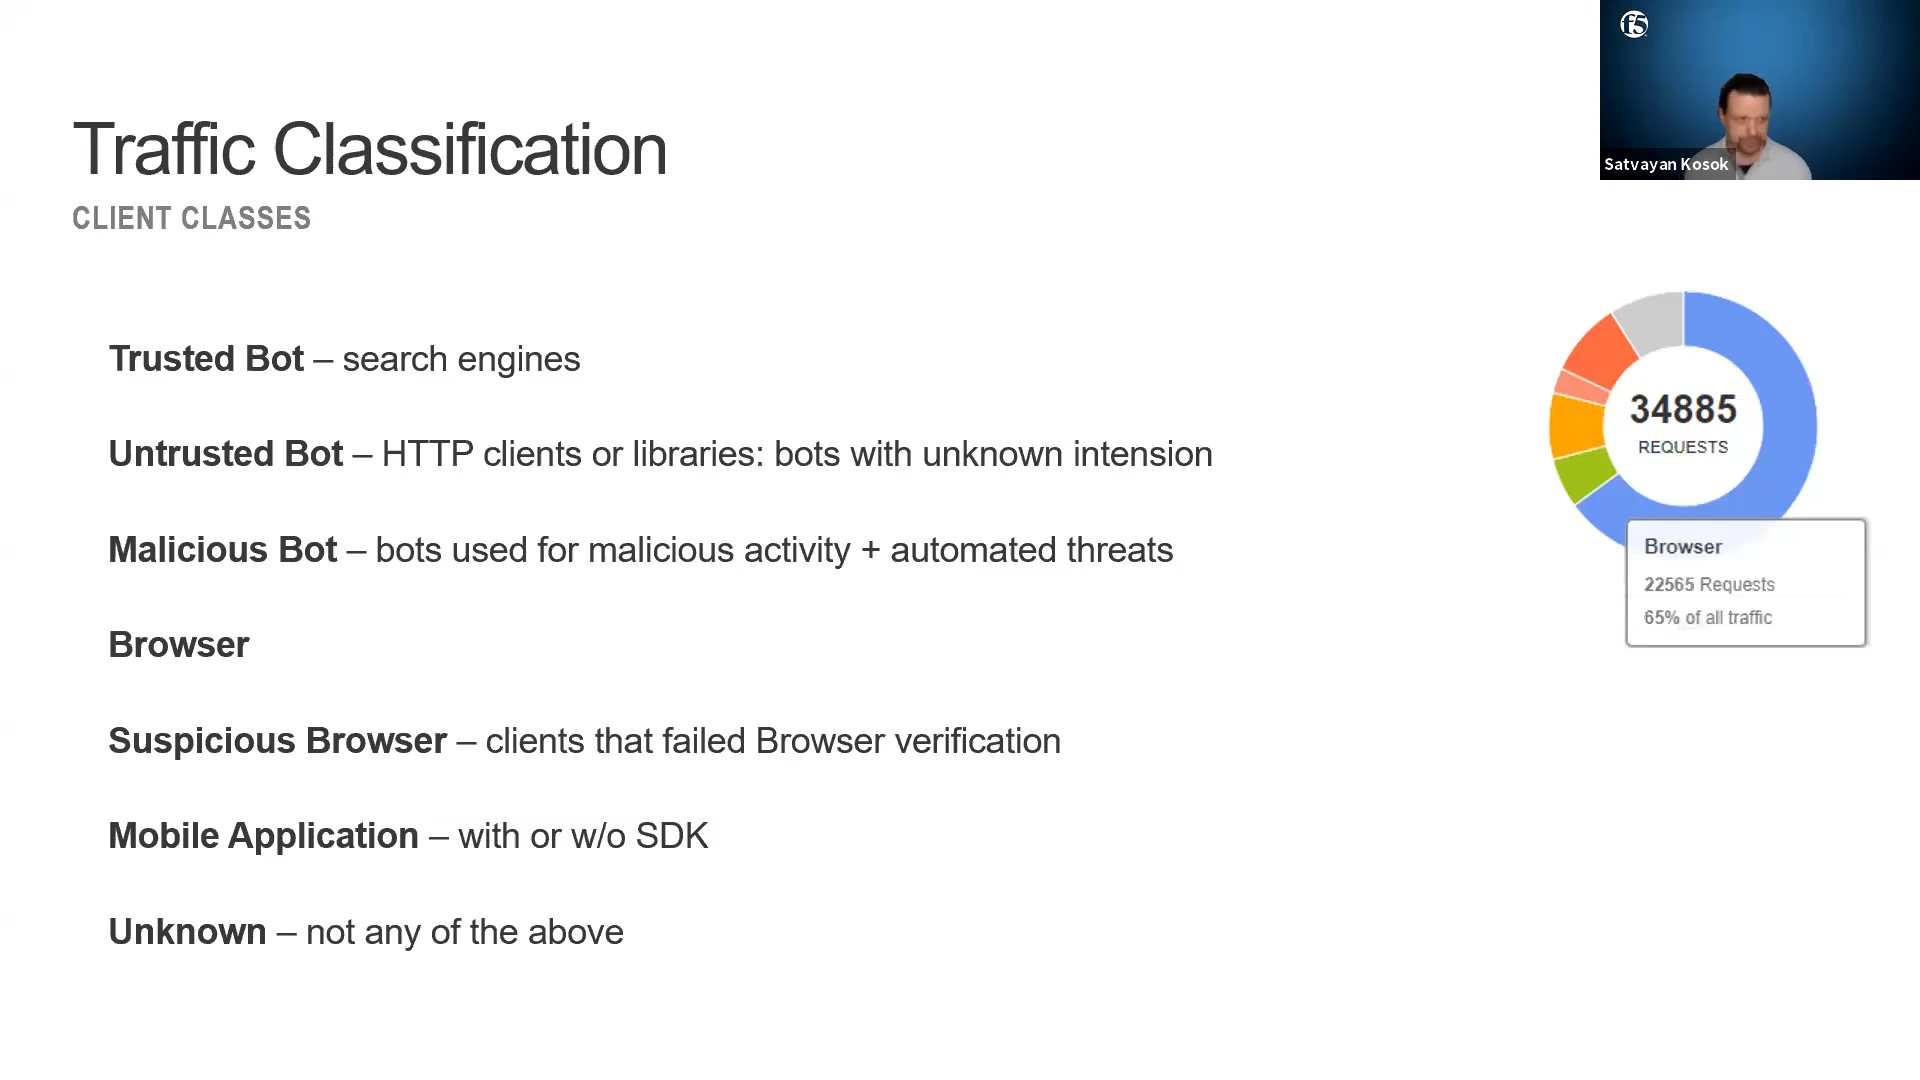 f5
Satvayan Kosok
Traffic Classification
CLIENT CLASSES
Trusted Bot – search engines
Untrusted Bot – HTTP clients or libraries: bots with unknown intension
Malicious Bot – bots used for malicious activity + automated threats
Browser
Suspicious Browser – clients that failed Browser verification
Mobile Application – with or w/o SDK
Unknown – not any of the above
34885
REQUESTS
Browser
22565 Requests
65% of all traffic